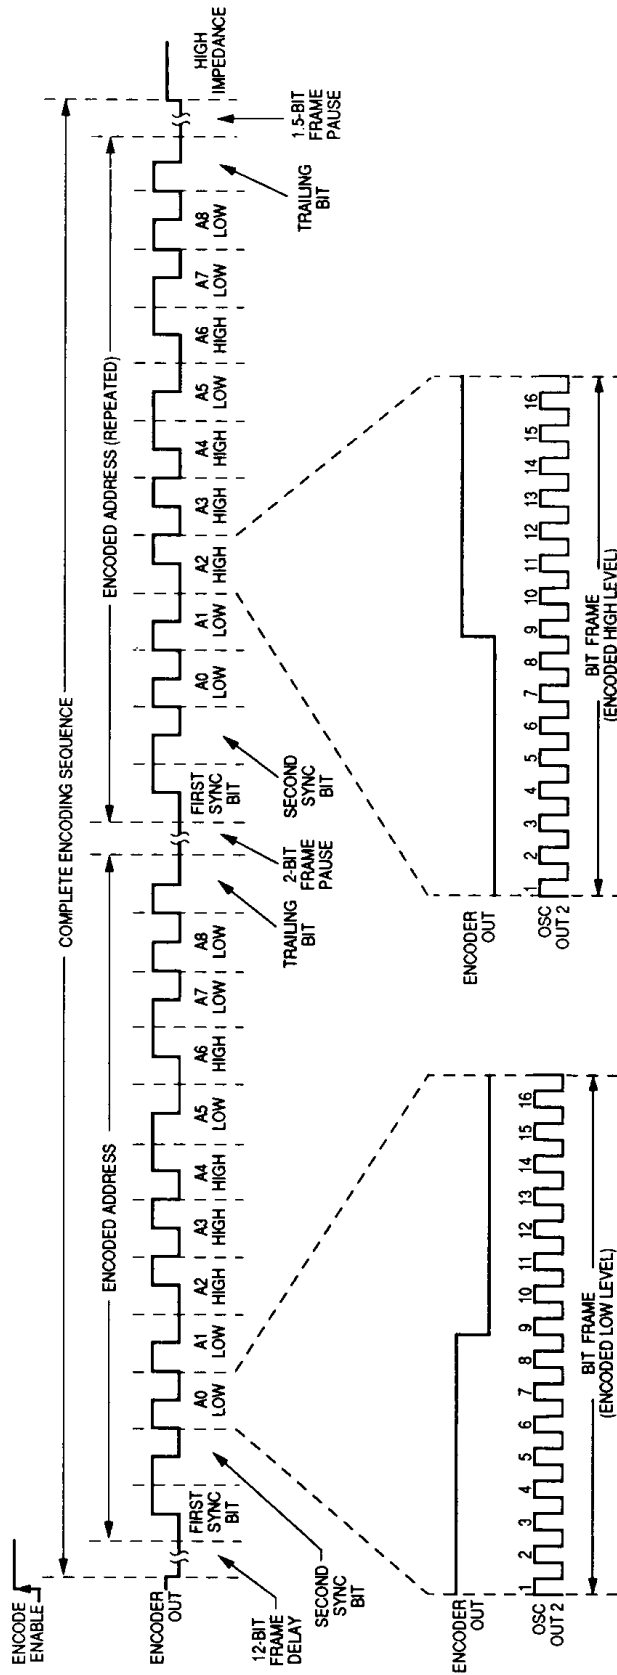 ENCODE
ENABLE
COMPLETE ENCODING SEQUENCE
ENCODED ADDRESS
ENCODED ADDRESS (REPEATED)
ENCODER
OUT
FIRST
SYNC
BIT
A0
LOW
A1
LOW
A2
HIGH
A3
HIGH
A4
HIGH
A5
LOW
A6
HIGH
A7
LOW
A8
LOW
FIRST
SYNC
BIT
A0
LOW
A1
LOW
A2
HIGH
A3
HIGH
A4
HIGH
A5
LOW
A6
HIGH
A7
LOW
A8
LOW
HIGH
IMPEDANCE
12-BIT
FRAME
DELAY
SECOND
SYNC
BIT
TRAILING
BIT
2-BIT
FRAME
PAUSE
SECOND
SYNC
BIT
TRAILING
BIT
1.5-BIT
FRAME
PAUSE
ENCODER
OUT
OSC
OUT 2
1 2 3 4 5 6 7 8 9 10 11 12 13 14 15 16
BIT FRAME
(ENCODED LOW LEVEL)
ENCODER
OUT
OSC
OUT 2
1 2 3 4 5 6 7 8 9 10 11 12 13 14 15 16
BIT FRAME
(ENCODED HIGH LEVEL)